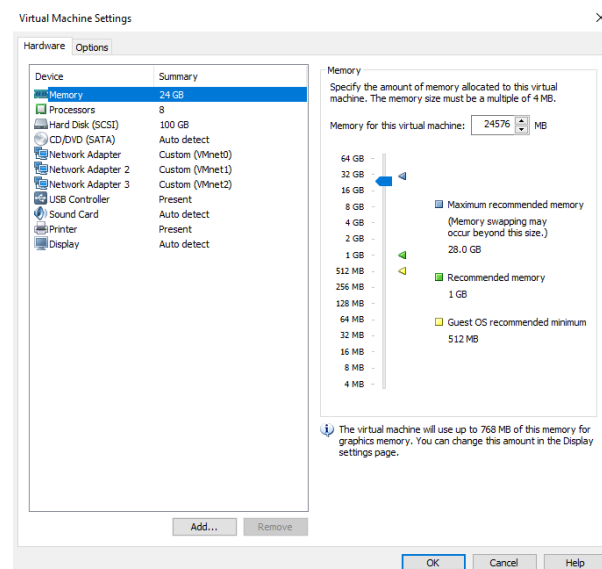 Virtual Machine Settings
Hardware Options
Device Summary
Memory 24 GB
Processors 8
Hard Disk (SCSI) 100 GB
CD/DVD (SATA) Auto detect
Network Adapter Custom (VMnet0)
Network Adapter 2 Custom (VMnet1)
Network Adapter 3 Custom (VMnet2)
USB Controller Present
Sound Card Auto detect
Printer Present
Display Auto detect
Add... Remove
Memory
Specify the amount of memory allocated to this virtual
machine. The memory size must be a multiple of 4 MB.
Memory for this virtual machine: 24576 MB
64 GB
32 GB
16 GB
8 GB
4 GB
2 GB
1 GB
512 MB
256 MB
128 MB
64 MB
32 MB
16 MB
8 MB
4 MB
Maximum recommended memory
(Memory swapping may
occur beyond this size.)
28.0 GB
Recommended memory
1 GB
Guest OS recommended minimum
512 MB
The virtual machine will use up to 768 MB of this memory for
graphics memory. You can change this amount in the Display
settings page.
OK Cancel Help